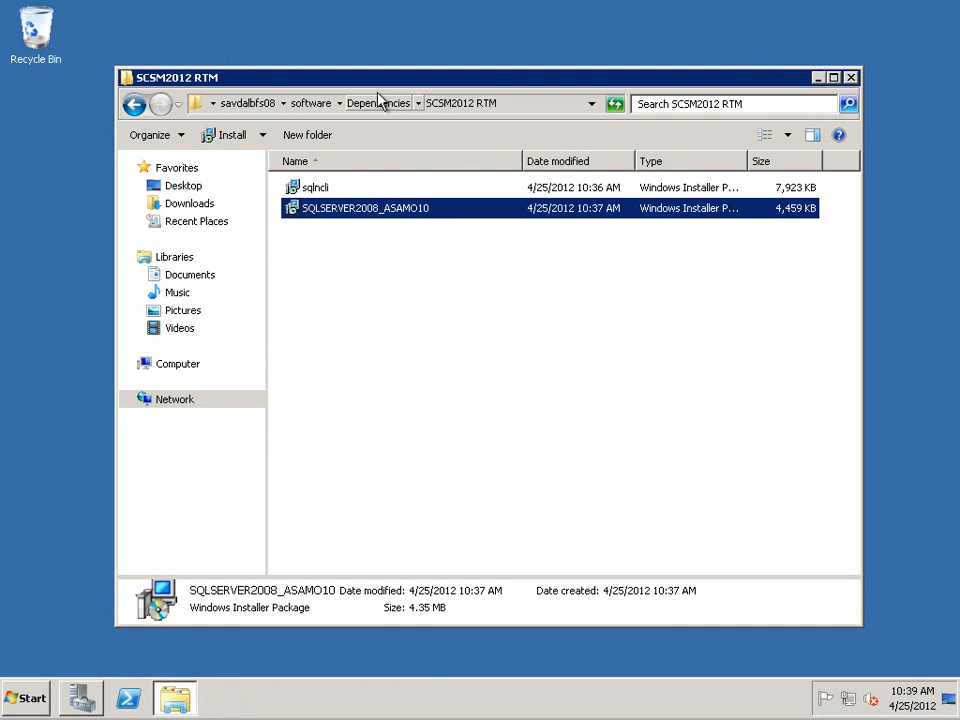 Recycle Bin
SCSM2012 RTM
savdalbfs08 software Dependencies SCSM2012 RTM
Search SCSM2012 RTM
Organize Install New folder
Favorites
Desktop
Downloads
Recent Places
Libraries
Documents
Music
Pictures
Videos
Computer
Network
Name Date modified Type Size
sqlncli 4/25/2012 10:36 AM Windows Installer P... 7,923 KB
SQLSERVER2008_ASAMO10 4/25/2012 10:37 AM Windows Installer P... 4,459 KB
SQLSERVER2008_ASAMO10 Date modified: 4/25/2012 10:37 AM Date created: 4/25/2012 10:37 AM
Windows Installer Package Size: 4.35 MB
Start
10:39 AM
4/25/2012